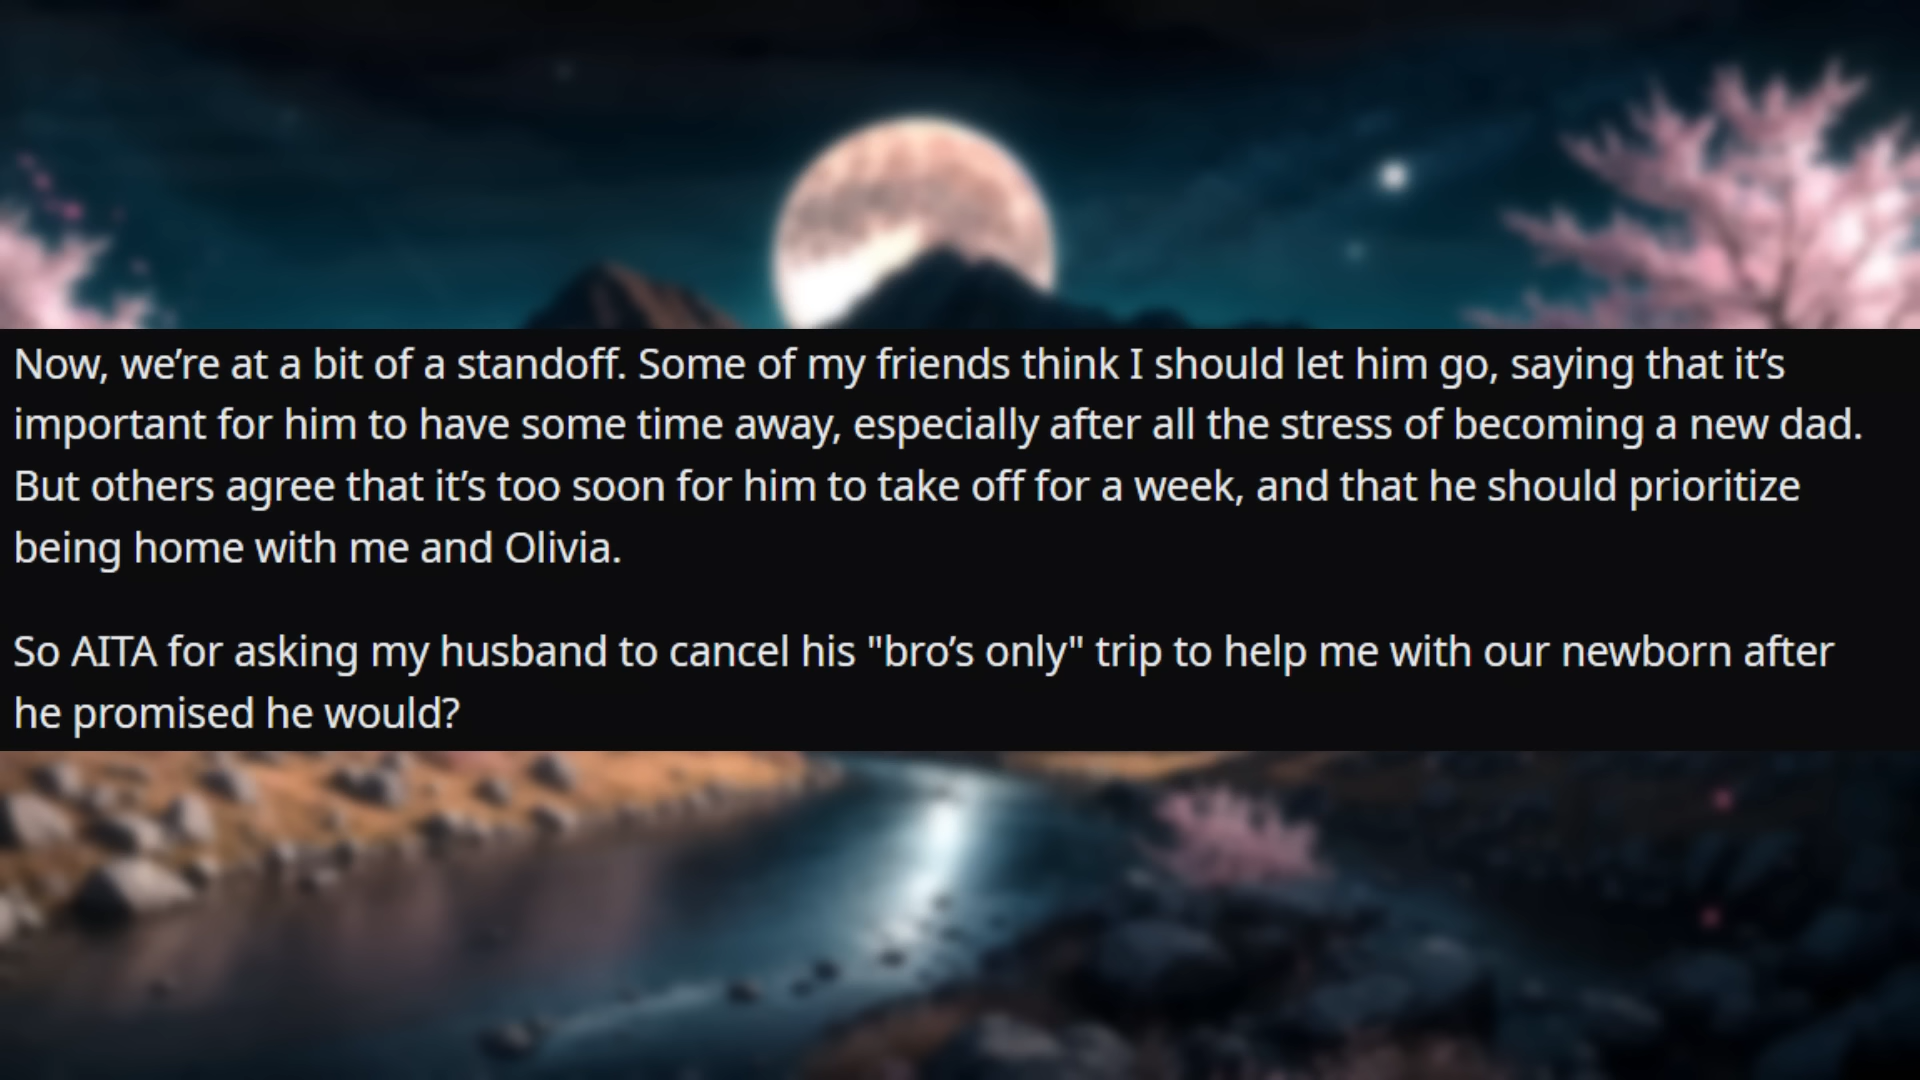 Now, we’re at a bit of a standoff. Some of my friends think I should let him go, saying that it’s
important for him to have some time away, especially after all the stress of becoming a new dad.
But others agree that it’s too soon for him to take off for a week, and that he should prioritize
being home with me and Olivia.
So AITA for asking my husband to cancel his "bro’s only" trip to help me with our newborn after
he promised he would?